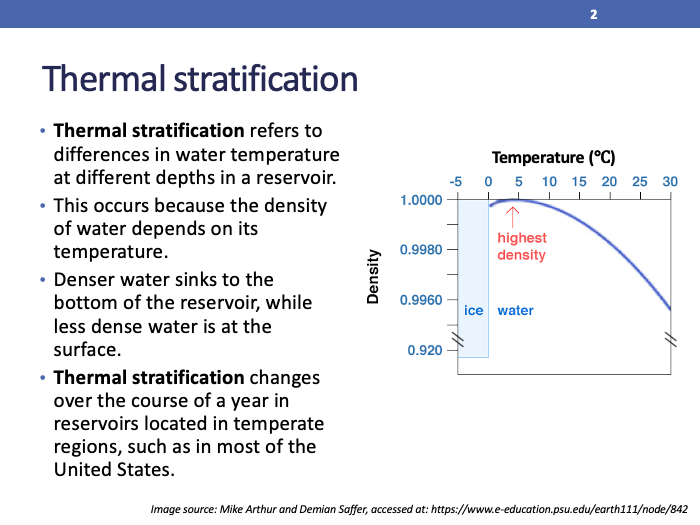 2
Thermal stratification
• Thermal stratification refers to
differences in water temperature
at different depths in a reservoir.
• This occurs because the density
of water depends on its
temperature.
• Denser water sinks to the
bottom of the reservoir, while
less dense water is at the
surface.
• Thermal stratification changes
over the course of a year in
reservoirs located in temperate
regions, such as in most of the
United States.
Temperature (°C)
-5 0 5 10 15 20 25 30
Density
1.0000
0.9980
0.9960
0.920
highest
density
ice water
Image source: Mike Arthur and Demian Saffer, accessed at: https://www.e-education.psu.edu/earth111/node/842